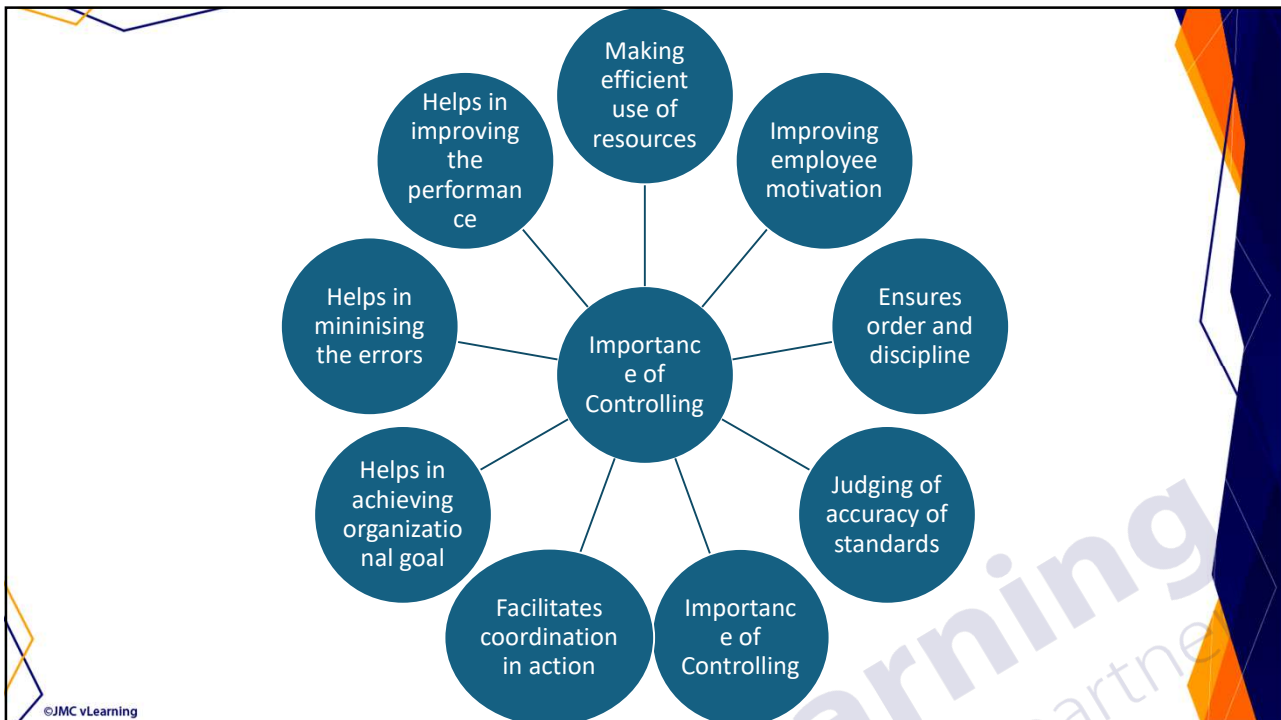 Making
efficient
use of
resources
Improving
employee
motivation
Ensures
order and
discipline
Judging of
accuracy of
standards
Importanc
e of
Controlling
Facilitates
coordination
in action
Helps in
achieving
organizatio
nal goal
Helps in
mininising
the errors
Helps in
improving
the
performan
ce
Importanc
e of
Controlling
arning
partne
©JMC vLearning